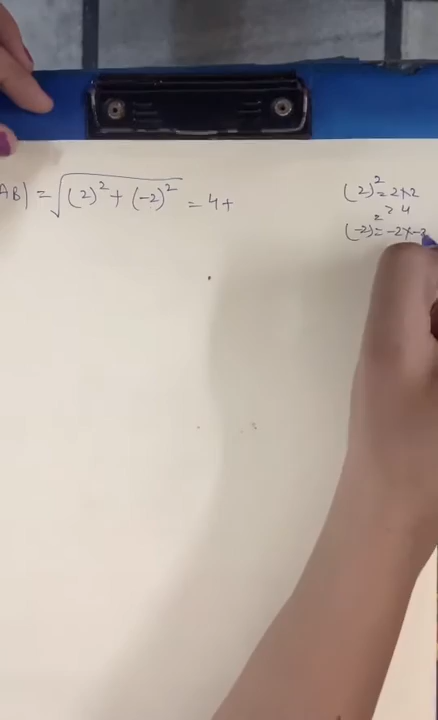 AB| = √(2)² + (-2)² = 4+
(2)² = 2×2
= 4
(-2)² = -2×-2